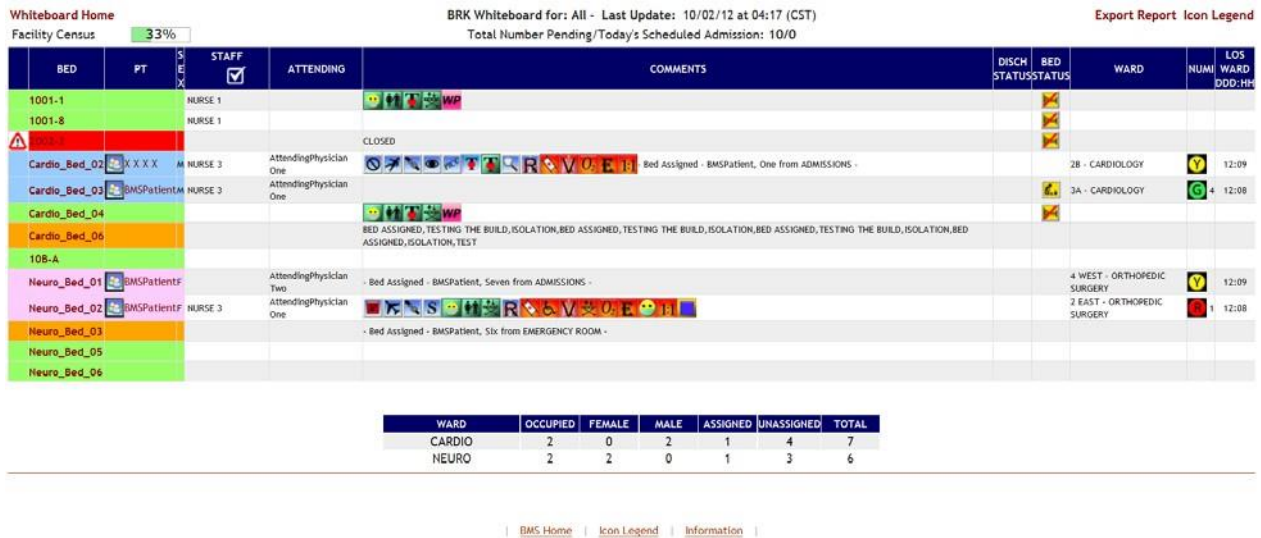 Whiteboard Home BRK Whiteboard for: All - Last Update: 10/02/12 at 04:17 (CST) Export Report Icon Legend
Facility Census 33% Total Number Pending/Today's Scheduled Admission: 10/0
BED PT SEX STAFF ATTENDING COMMENTS DISCH STATUS BED STATUS WARD NUMI LOS WARD DDD:HH
1001-1 NURSE 1 WP
1001-8 NURSE 1
CLOSED
Cardio_Bed_02 X X X X M NURSE 3 AttendingPhysician One T T R V O2 E 1:1 - Bed Assigned - BMSPatient, One from ADMISSIONS - 2B - CARDIOLOGY Y 12:09
Cardio_Bed_03 BMSPatient M NURSE 3 AttendingPhysician One 3A - CARDIOLOGY G 4 12:08
Cardio_Bed_04 WP
Cardio_Bed_06 BED ASSIGNED,TESTING THE BUILD,ISOLATION,BED ASSIGNED,TESTING THE BUILD,ISOLATION,BED ASSIGNED,TESTING THE BUILD,ISOLATION,BED
ASSIGNED,ISOLATION,TEST
10B-A
Neuro_Bed_01 BMSPatient F AttendingPhysician Two - Bed Assigned - BMSPatient, Seven from ADMISSIONS - 4 WEST - ORTHOPEDIC SURGERY Y 12:09
Neuro_Bed_02 BMSPatient F NURSE 3 AttendingPhysician One S R V O2 E 1:1 2 EAST - ORTHOPEDIC SURGERY R 1 12:08
Neuro_Bed_03 - Bed Assigned - BMSPatient, Six from EMERGENCY ROOM -
Neuro_Bed_05
Neuro_Bed_06
WARD OCCUPIED FEMALE MALE ASSIGNED UNASSIGNED TOTAL
CARDIO 2 0 2 1 4 7
NEURO 2 2 0 1 3 6
| BMS Home | Icon Legend | Information |